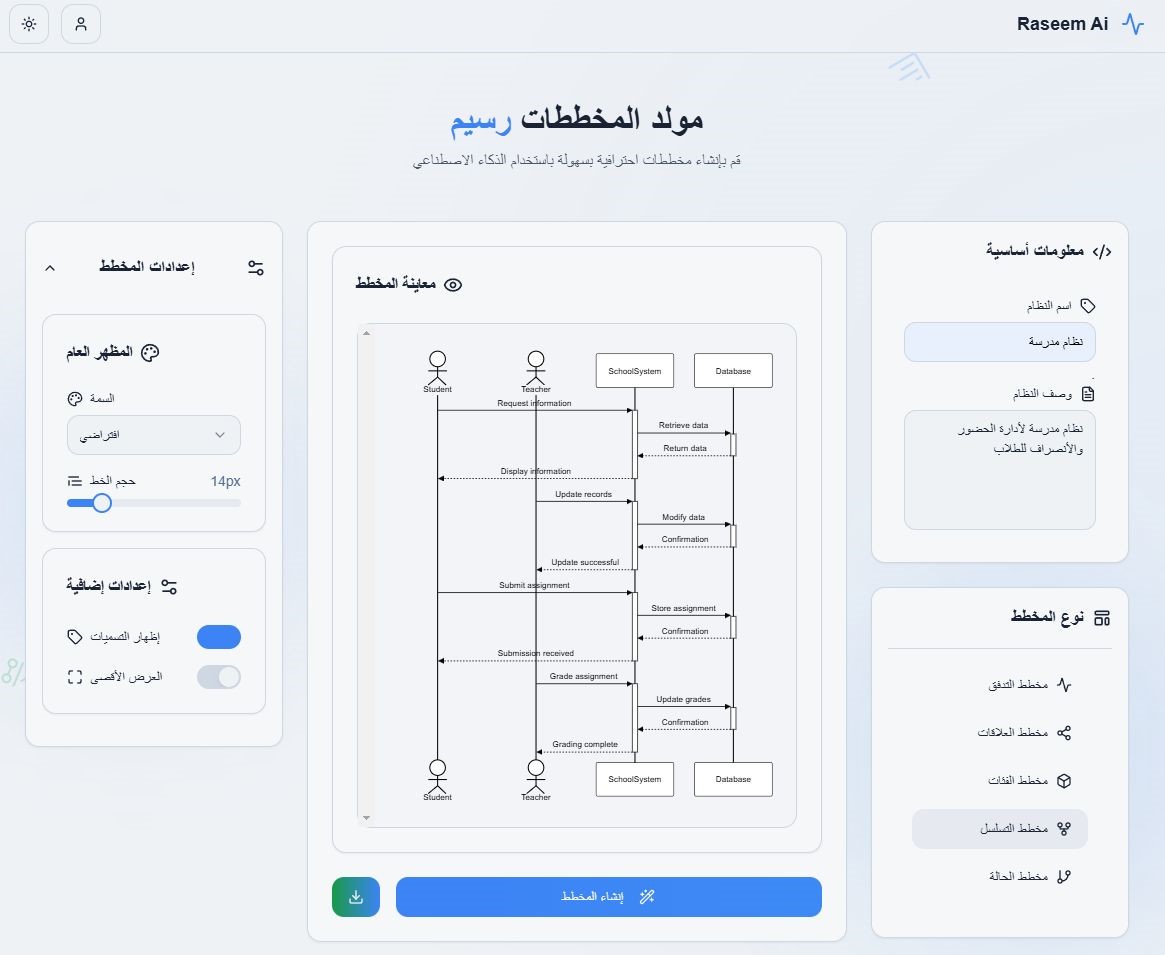 Raseem Ai
مولد المخططات رسيم
قم بإنشاء مخططات احترافية بسهولة باستخدام الذكاء الاصطناعي
معلومات أساسية
اسم النظام
نظام مدرسة
وصف النظام
نظام مدرسة لأدارة الحضور
والأنصراف للطلاب
نوع المخطط
مخطط التدفق
مخطط العلاقات
مخطط الفئات
مخطط التسلسل
مخطط الحالة
معاينة المخطط
Student
Teacher
SchoolSystem
Database
Request information
Retrieve data
Return data
Display information
Update records
Modify data
Confirmation
Update successful
Submit assignment
Store assignment
Confirmation
Submission received
Grade assignment
Update grades
Confirmation
Grading complete
Student
Teacher
SchoolSystem
Database
إنشاء المخطط
إعدادات المخطط
المظهر العام
السمة
افتراضي
حجم الخط 14px
إعدادات إضافية
إظهار التسميات
العرض الأقصى